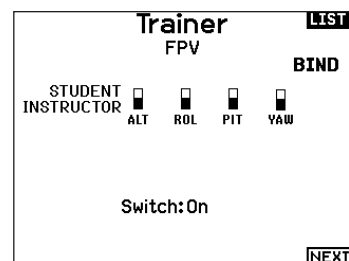 Trainer
LIST
FPV
BIND
STUDENT
INSTRUCTOR
ALT ROL PIT YAW
Switch:On
NEXT